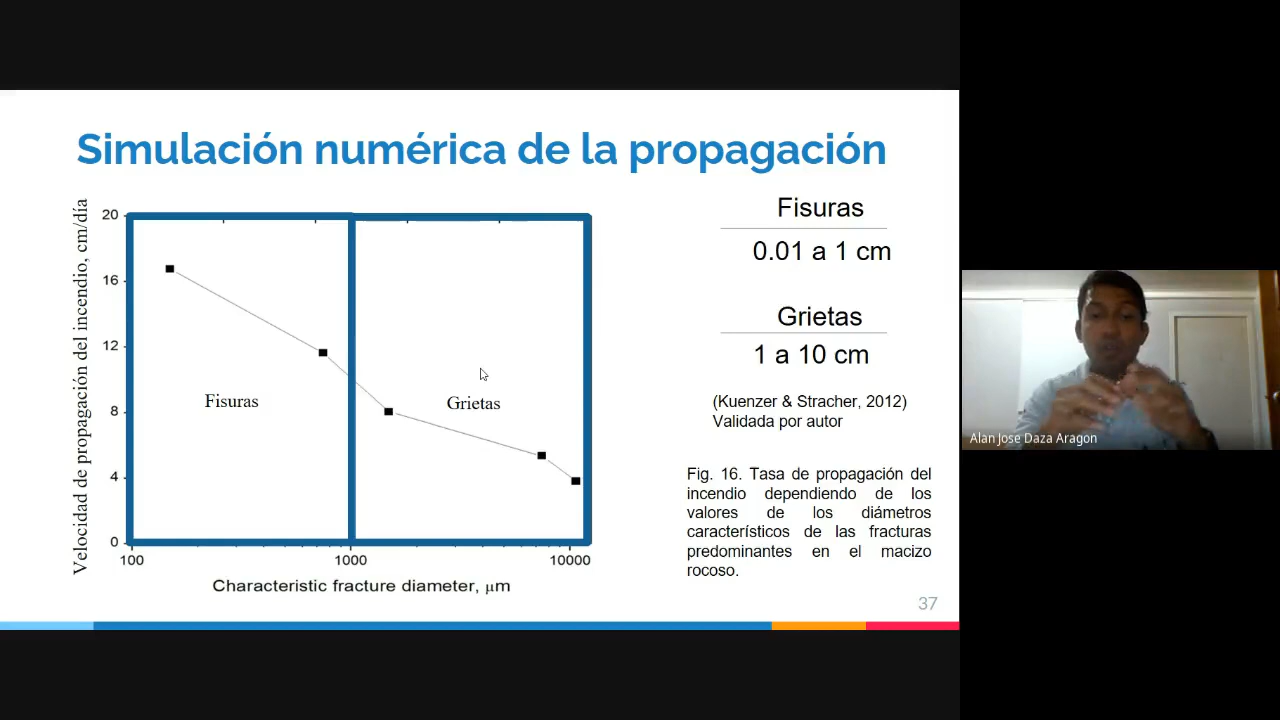 Simulación numérica de la propagación
Velocidad de propagación del incendio, cm/día
20
16
12
8
4
0
Fisuras
Grietas
100
1000
10000
Characteristic fracture diameter, μm
Fisuras
0.01 a 1 cm
Grietas
1 a 10 cm
(Kuenzer & Stracher, 2012)
Validada por autor
Fig. 16. Tasa de propagación del
incendio dependiendo de los
valores de los diámetros
característicos de las fracturas
predominantes en el macizo
rocoso.
37
Alan Jose Daza Aragon